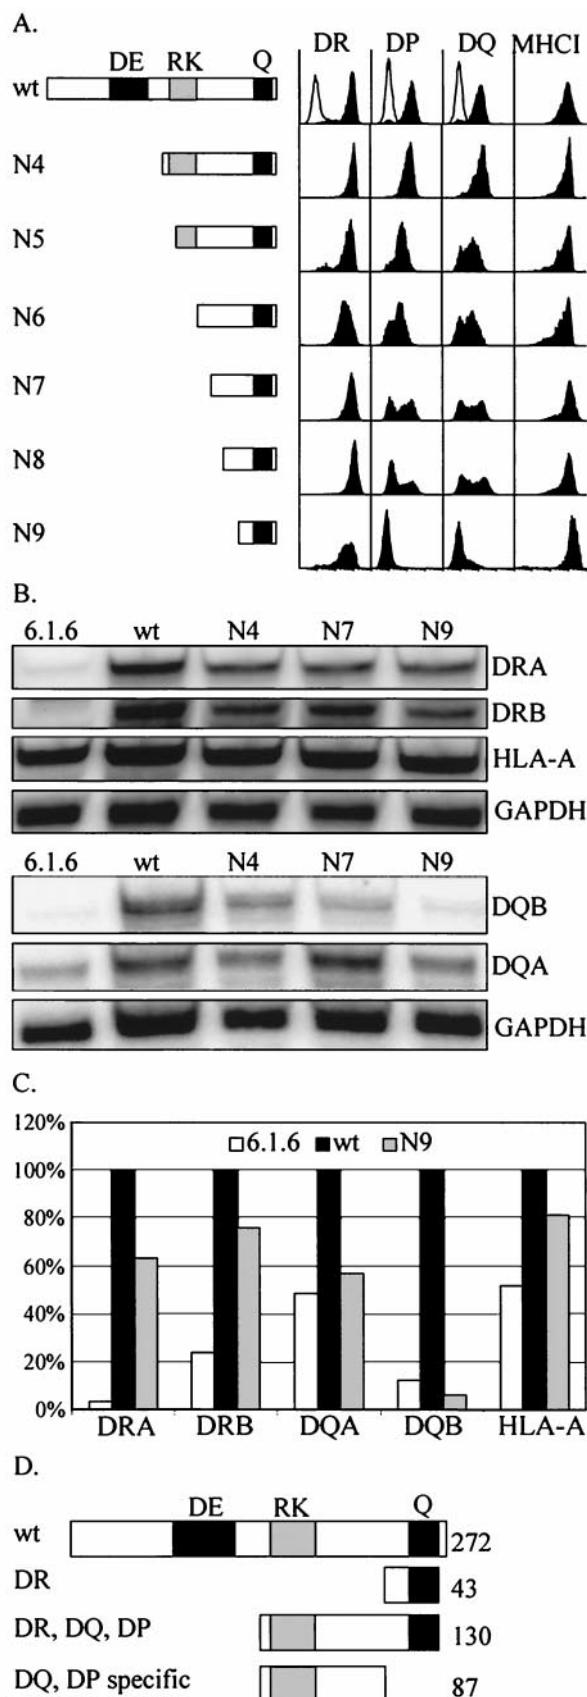 A.
DE RK Q DR DP DQ MHCI
wt
N4
N5
N6
N7
N8
N9
B.
6.1.6 wt N4 N7 N9
DRA
DRB
HLA-A
GAPDH
6.1.6 wt N4 N7 N9
DQB
DQA
GAPDH
C.
120%
6.1.6 wt N9
100%
80%
60%
40%
20%
0%
DRA DRB DQA DQB HLA-A
D.
DE RK Q
wt 272
DR 43
DR, DQ, DP 130
DQ, DP specific 87